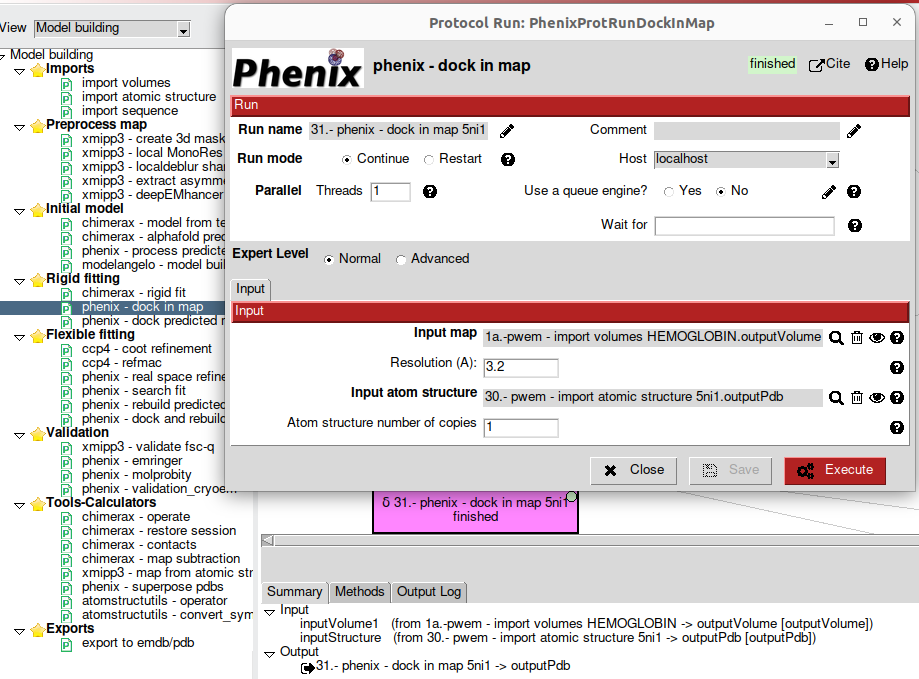 View Model building
Model building
Imports
import volumes
import atomic structure
import sequence
Preprocess map
xmipp3 - create 3d mask
xmipp3 - local MonoRes
xmipp3 - localdeblur sha
xmipp3 - extract asymme
xmipp3 - deepEMhancer
Initial model
chimerax - model from te
chimerax - alphafold pred
phenix - process predicte
modelangelo - model buil
Rigid fitting
chimerax - rigid fit
phenix - dock in map
phenix - dock predicted
Flexible fitting
ccp4 - coot refinement
ccp4 - refmac
phenix - real space refine
phenix - search fit
phenix - rebuild predicted
phenix - dock and rebuild
Validation
xmipp3 - validate fsc-q
phenix - emringer
phenix - molprobity
phenix - validation_cryoem
Tools-Calculators
chimerax - operate
chimerax - restore session
chimerax - contacts
chimerax - map subtraction
xmipp3 - map from atomic str
phenix - superpose pdbs
atomstructutils - operator
atomstructutils - convert_sym
Exports
export to emdb/pdb
Protocol Run: PhenixProtRunDockInMap
Phenix phenix - dock in map finished Cite Help
Run
Run name 31.- phenix - dock in map 5ni1 Comment
Run mode Continue Restart Host localhost
Parallel Threads 1 Use a queue engine? Yes No
Wait for
Expert Level Normal Advanced
Input
Input
Input map 1a.-pwem - import volumes HEMOGLOBIN.outputVolume
Resolution (A): 3.2
Input atom structure 30.- pwem - import atomic structure 5ni1.outputPdb
Atom structure number of copies 1
Close Save Execute
δ 31.- phenix - dock in map 5ni1
finished
Summary Methods Output Log
Input
inputVolume1 (from 1a.-pwem - import volumes HEMOGLOBIN -> outputVolume [outputVolume])
inputStructure (from 30.- pwem - import atomic structure 5ni1 -> outputPdb [outputPdb])
Output
31.- phenix - dock in map 5ni1 -> outputPdb